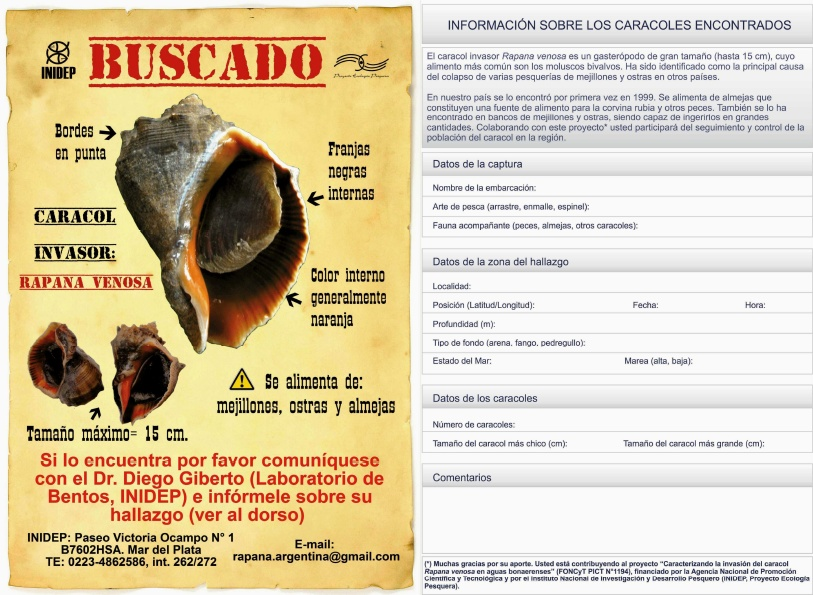 INIDEP
BUSCADO
Proyecto Ecología Pesquera
Bordes
en punta
Franjas
negras
internas
CARACOL
INVASOR:
RAPANA VENOSA
Color interno
generalmente
naranja
Se alimenta de:
mejillones, ostras y almejas
Tamaño máximo= 15 cm.
Si lo encuentra por favor comuníquese
con el Dr. Diego Giberto (Laboratorio de
Bentos, INIDEP) e infórmele sobre su
hallazgo (ver al dorso)
INIDEP: Paseo Victoria Ocampo N° 1
B7602HSA. Mar del Plata
TE: 0223-4862586, int. 262/272
E-mail:
rapana.argentina@gmail.com
INFORMACIÓN SOBRE LOS CARACOLES ENCONTRADOS
El caracol invasor Rapana venosa es un gasterópodo de gran tamaño (hasta 15 cm), cuyo
alimento más común son los moluscos bivalvos. Ha sido identificado como la principal causa
del colapso de varias pesquerías de mejillones y ostras en otros países.
En nuestro país se lo encontró por primera vez en 1999. Se alimenta de almejas que
constituyen una fuente de alimento para la corvina rubia y otros peces. También se lo ha
encontrado en bancos de mejillones y ostras, siendo capaz de ingerirlos en grandes
cantidades. Colaborando con este proyecto* usted participará del seguimiento y control de la
población del caracol en la región.
Datos de la captura
Nombre de la embarcación:
Arte de pesca (arrastre, enmalle, espinel):
Fauna acompañante (peces, almejas, otros caracoles):
Datos de la zona del hallazgo
Localidad:
Posición (Latitud/Longitud): Fecha: Hora:
Profundidad (m):
Tipo de fondo (arena, fango, pedregullo):
Estado del Mar: Marea (alta, baja):
Datos de los caracoles
Número de caracoles:
Tamaño del caracol más chico (cm): Tamaño del caracol más grande (cm):
Comentarios
(*) Muchas gracias por su aporte. Usted está contribuyendo al proyecto "Caracterizando la invasión del caracol
Rapana venosa en aguas bonaerenses" (FONCyT PICT N°1194), financiado por la Agencia Nacional de Promoción
Científica y Tecnológica y por el Instituto Nacional de Investigación y Desarrollo Pesquero (INIDEP, Proyecto Ecología
Pesquera).